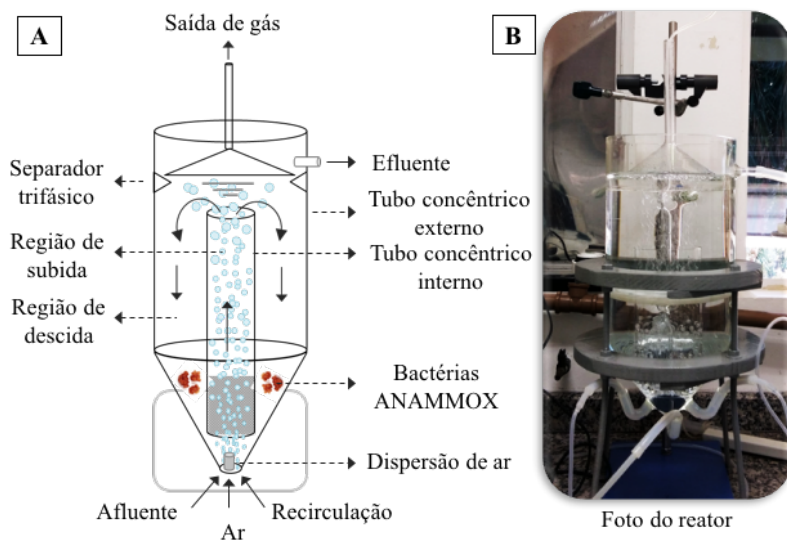 A
Saída de gás
B
Separador
trifásico
Efluente
Tubo concêntrico
externo
Região de
subida
Tubo concêntrico
interno
Região de
descida
Bactérias
ANAMMOX
Dispersão de ar
Afluente
Ar
Recirculação
Foto do reator